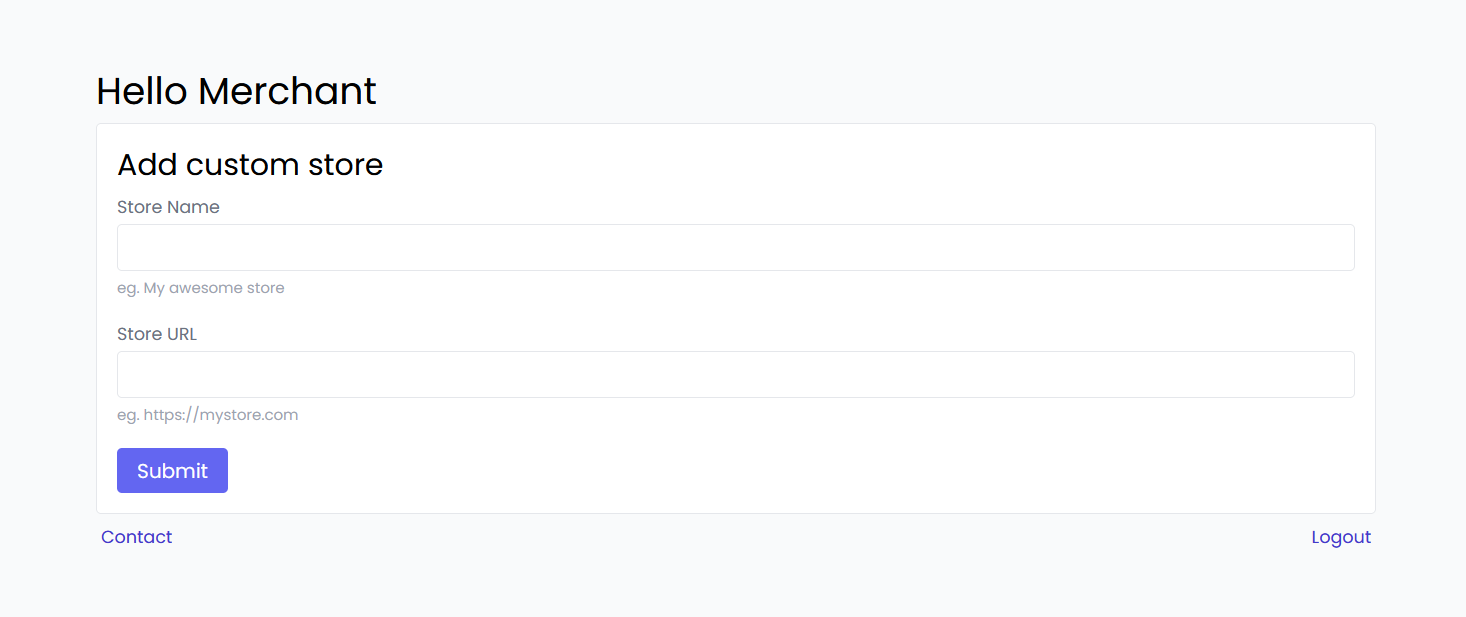 Hello Merchant
Add custom store
Store Name
eg. My awesome store
Store URL
eg. https://mystore.com
Submit
Contact Logout